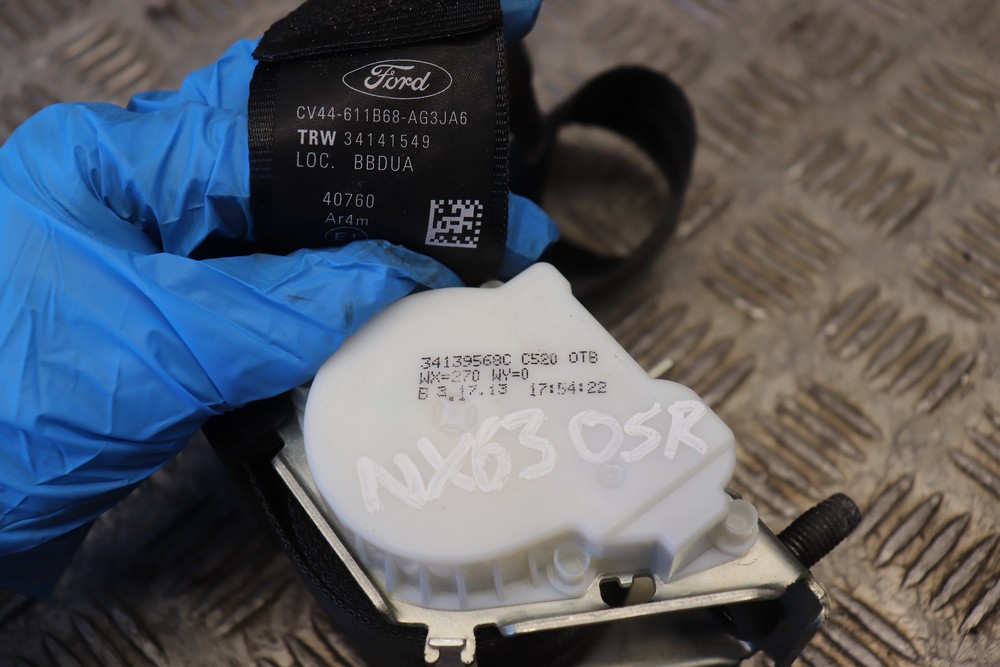 Ford
CV44-611B68-AG3JA6
TRW 34141549
LOC. BBDUA
40760
Ar4m
34139568C C520 OTB
WX=270 WY=0
B 3.17.13 17:54:22
NX63 OSR